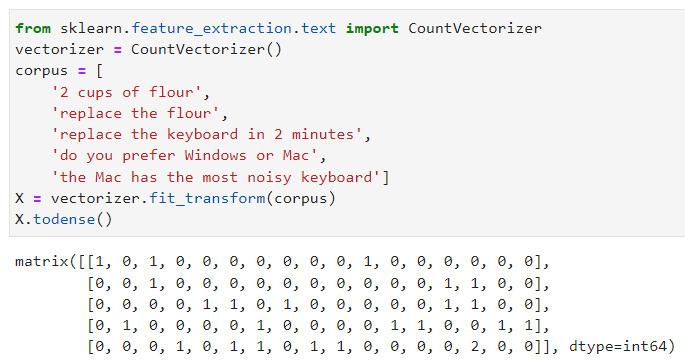 from sklearn.feature_extraction.text import CountVectorizer
vectorizer = CountVectorizer()
corpus = [
    '2 cups of flour',
    'replace the flour',
    'replace the keyboard in 2 minutes',
    'do you prefer Windows or Mac',
    'the Mac has the most noisy keyboard']
X = vectorizer.fit_transform(corpus)
X.todense()
matrix([[1, 0, 1, 0, 0, 0, 0, 0, 0, 0, 1, 0, 0, 0, 0, 0, 0],
        [0, 0, 1, 0, 0, 0, 0, 0, 0, 0, 0, 0, 0, 1, 1, 0, 0],
        [0, 0, 0, 0, 1, 1, 0, 1, 0, 0, 0, 0, 0, 1, 1, 0, 0],
        [0, 1, 0, 0, 0, 0, 1, 0, 0, 0, 0, 1, 1, 0, 0, 1, 1],
        [0, 0, 0, 1, 0, 1, 1, 0, 1, 1, 0, 0, 0, 0, 2, 0, 0]], dtype=int64)